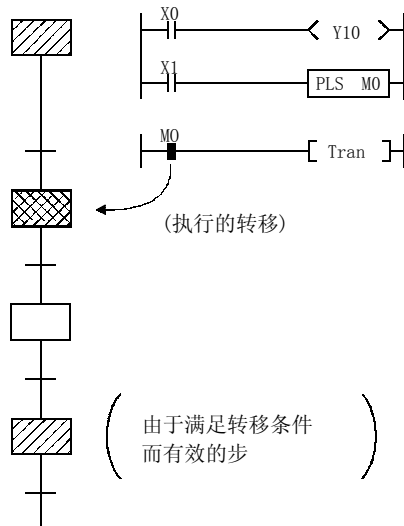 X0
Y10
X1
PLS M0
M0
Tran
(执行的转移)
由于满足转移条件
而有效的步